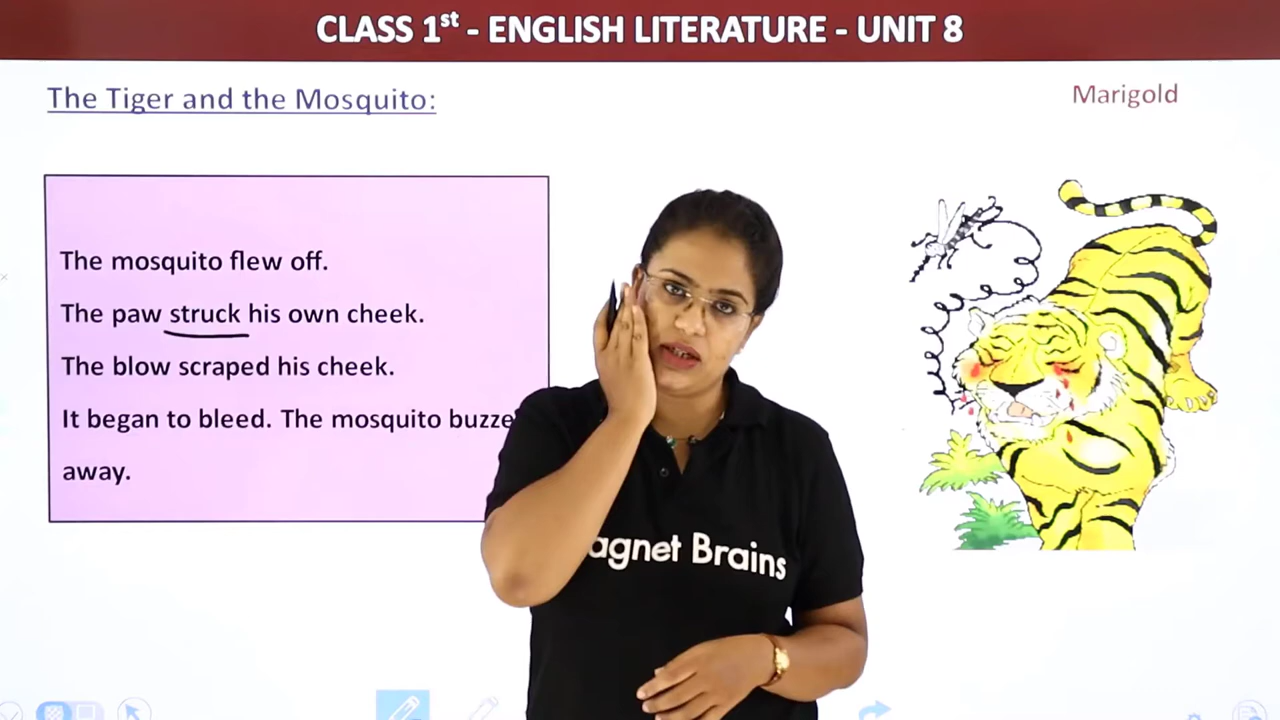 CLASS 1st - ENGLISH LITERATURE - UNIT 8
The Tiger and the Mosquito:
Marigold
The mosquito flew off.
The paw struck his own cheek.
The blow scraped his cheek.
It began to bleed. The mosquito buzze
away.
agnet Brains